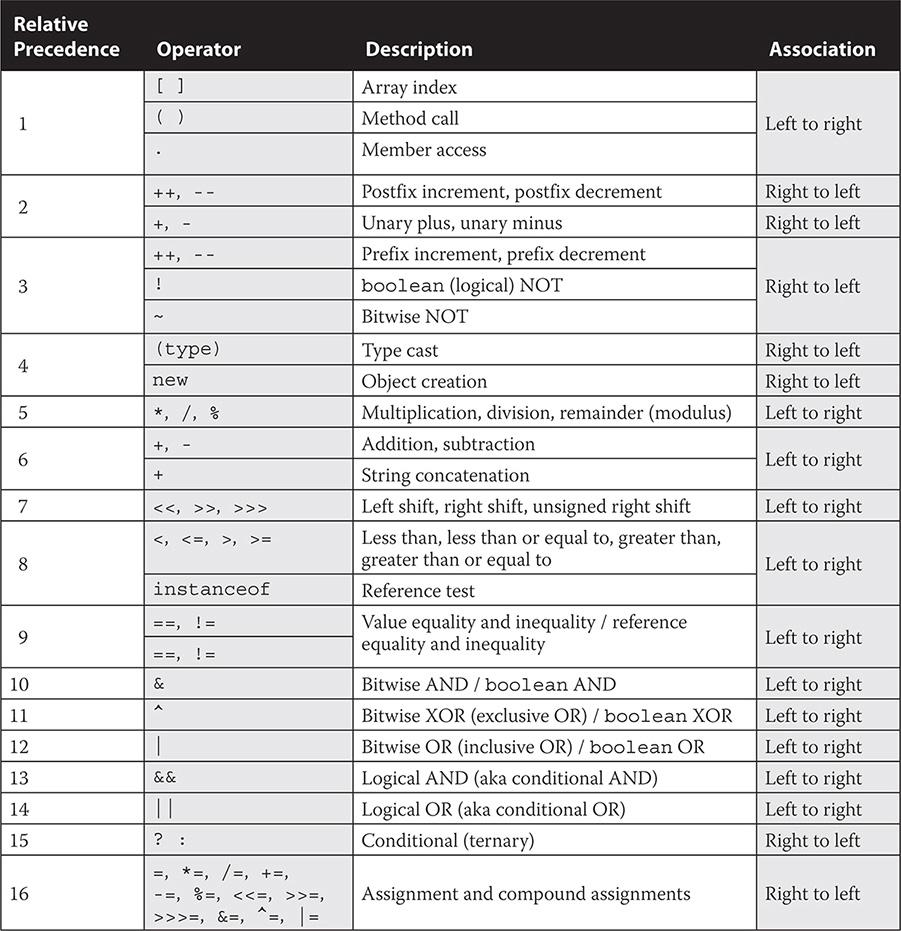 Relative
Precedence Operator Description Association
1 [ ] Array index Left to right
( ) Method call
. Member access
2 ++, -- Postfix increment, postfix decrement Right to left
+, - Unary plus, unary minus Right to left
3 ++, -- Prefix increment, prefix decrement Right to left
! boolean (logical) NOT
~ Bitwise NOT
4 (type) Type cast Right to left
new Object creation Right to left
5 *, /, % Multiplication, division, remainder (modulus) Left to right
6 +, - Addition, subtraction Left to right
+ String concatenation
7 <<, >>, >>> Left shift, right shift, unsigned right shift Left to right
8 <, <=, >, >= Less than, less than or equal to, greater than, Left to right
greater than or equal to
instanceof Reference test
9 ==, != Value equality and inequality / reference Left to right
==, != equality and inequality
10 & Bitwise AND / boolean AND Left to right
11 ^ Bitwise XOR (exclusive OR) / boolean XOR Left to right
12 | Bitwise OR (inclusive OR) / boolean OR Left to right
13 && Logical AND (aka conditional AND) Left to right
14 || Logical OR (aka conditional OR) Left to right
15 ? : Conditional (ternary) Right to left
16 =, *=, /=, +=, Assignment and compound assignments Right to left
-=, %=, <<=, >>=,
>>>=, &=, ^=, |=